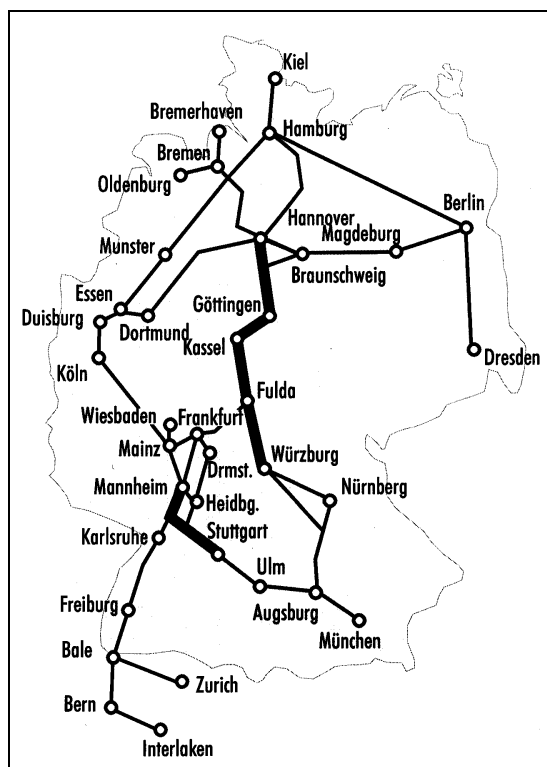 Kiel
Bremerhaven
Hamburg
Bremen
Oldenburg
Berlin
Hannover
Magdeburg
Munster
Braunschweig
Essen
Göttingen
Duisburg
Dortmund
Kassel
Dresden
Köln
Fulda
Wiesbaden
Frankfurt
Mainz
Drmst.
Würzburg
Mannheim
Heidbg.
Nürnberg
Karlsruhe
Stuttgart
Ulm
Freiburg
Augsburg
München
Bale
Zurich
Bern
Interlaken